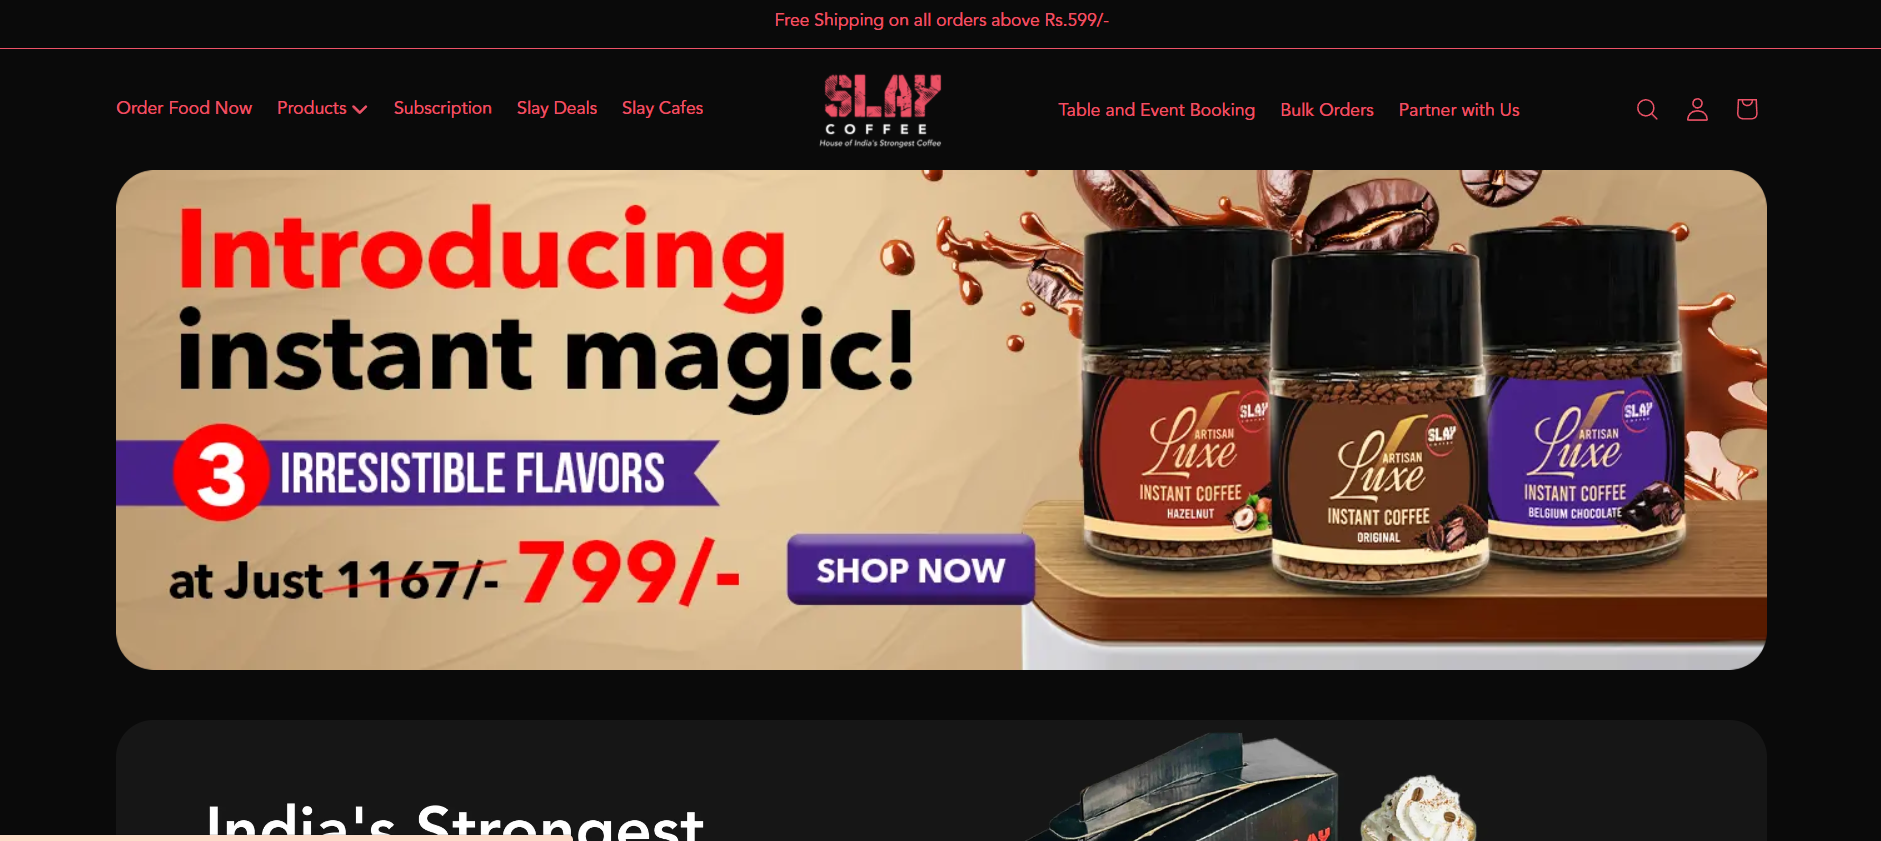 Free Shipping on all orders above Rs.599/-
Order Food Now
Products
Subscription
Slay Deals
Slay Cafes
SLAY
COFFEE
House of India's Strongest Coffee
Table and Event Booking
Bulk Orders
Partner with Us
Introducing
instant magic!
3 IRRESISTIBLE FLAVORS
at Just 1167/- 799/-
SHOP NOW
SLAY
ARTISAN
Luxe
INSTANT COFFEE
HAZELNUT
SLAY
ARTISAN
Luxe
INSTANT COFFEE
ORIGINAL
SLAY
ARTISAN
Luxe
INSTANT COFFEE
BELGIUM CHOCOLATE
India's Strongest
SLAY